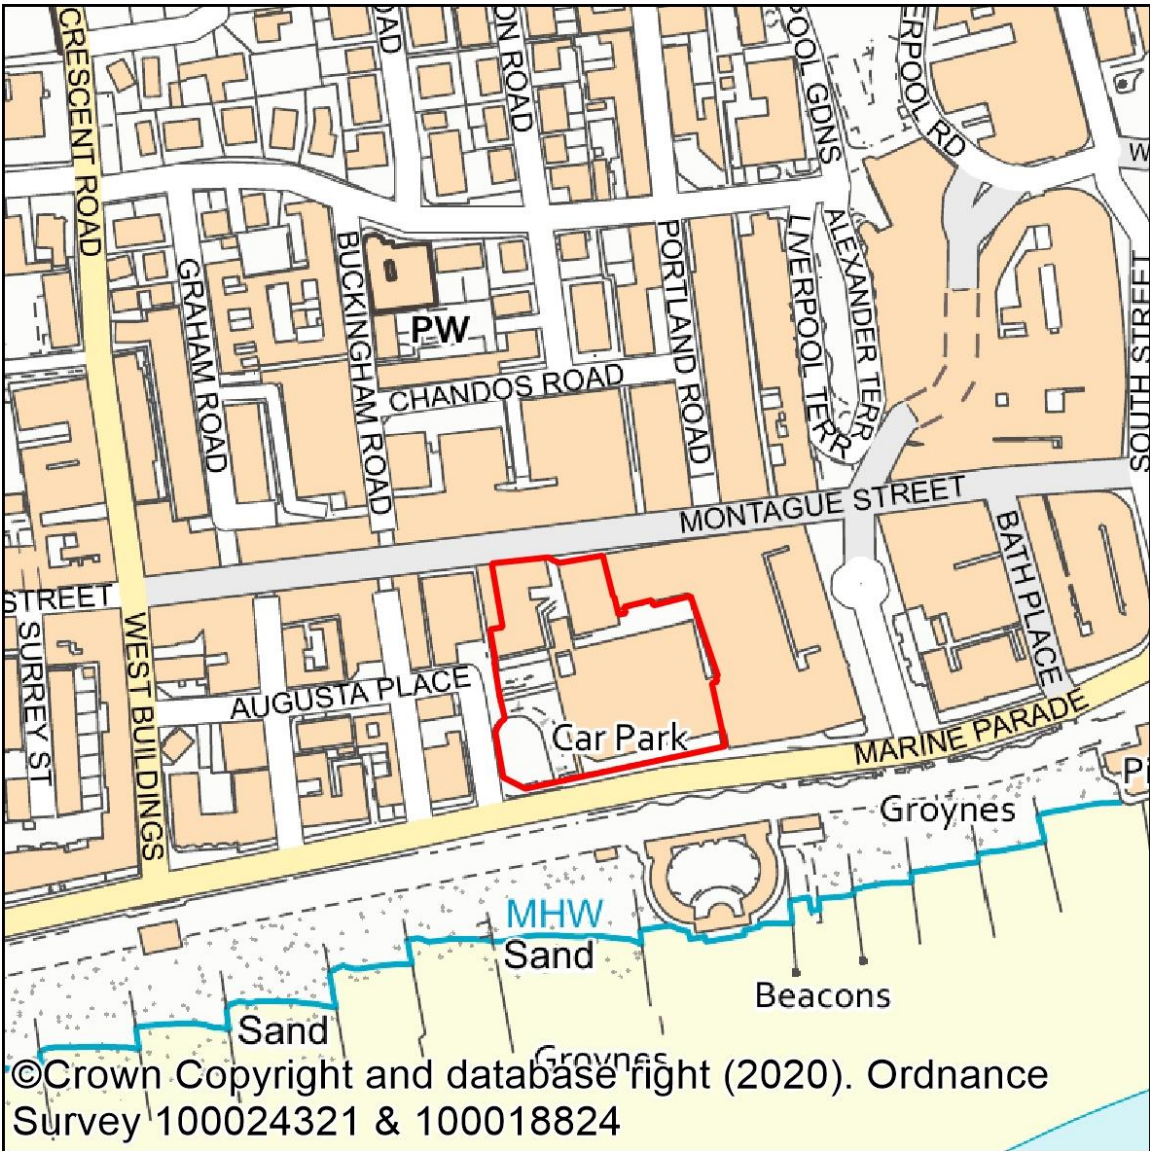 CRESCENT ROAD
OAD
ON ROAD
POOL GDNS
ERPOOL RD
W
GRAHAM ROAD
BUCKINGHAM ROAD
PW
CHANDOS ROAD
PORTLAND ROAD
LIVERPOOL TERR
ALEXANDER TERR
SOUTH STREET
MONTAGUE STREET
STREET
SURREY ST
WEST BUILDINGS
AUGUSTA PLACE
BATH PLACE
Car Park
MARINE PARADE
Pi
Groynes
MHW
Sand
Beacons
Sand
Groynes
©Crown Copyright and database right (2020). Ordnance
Survey 100024321 & 100018824